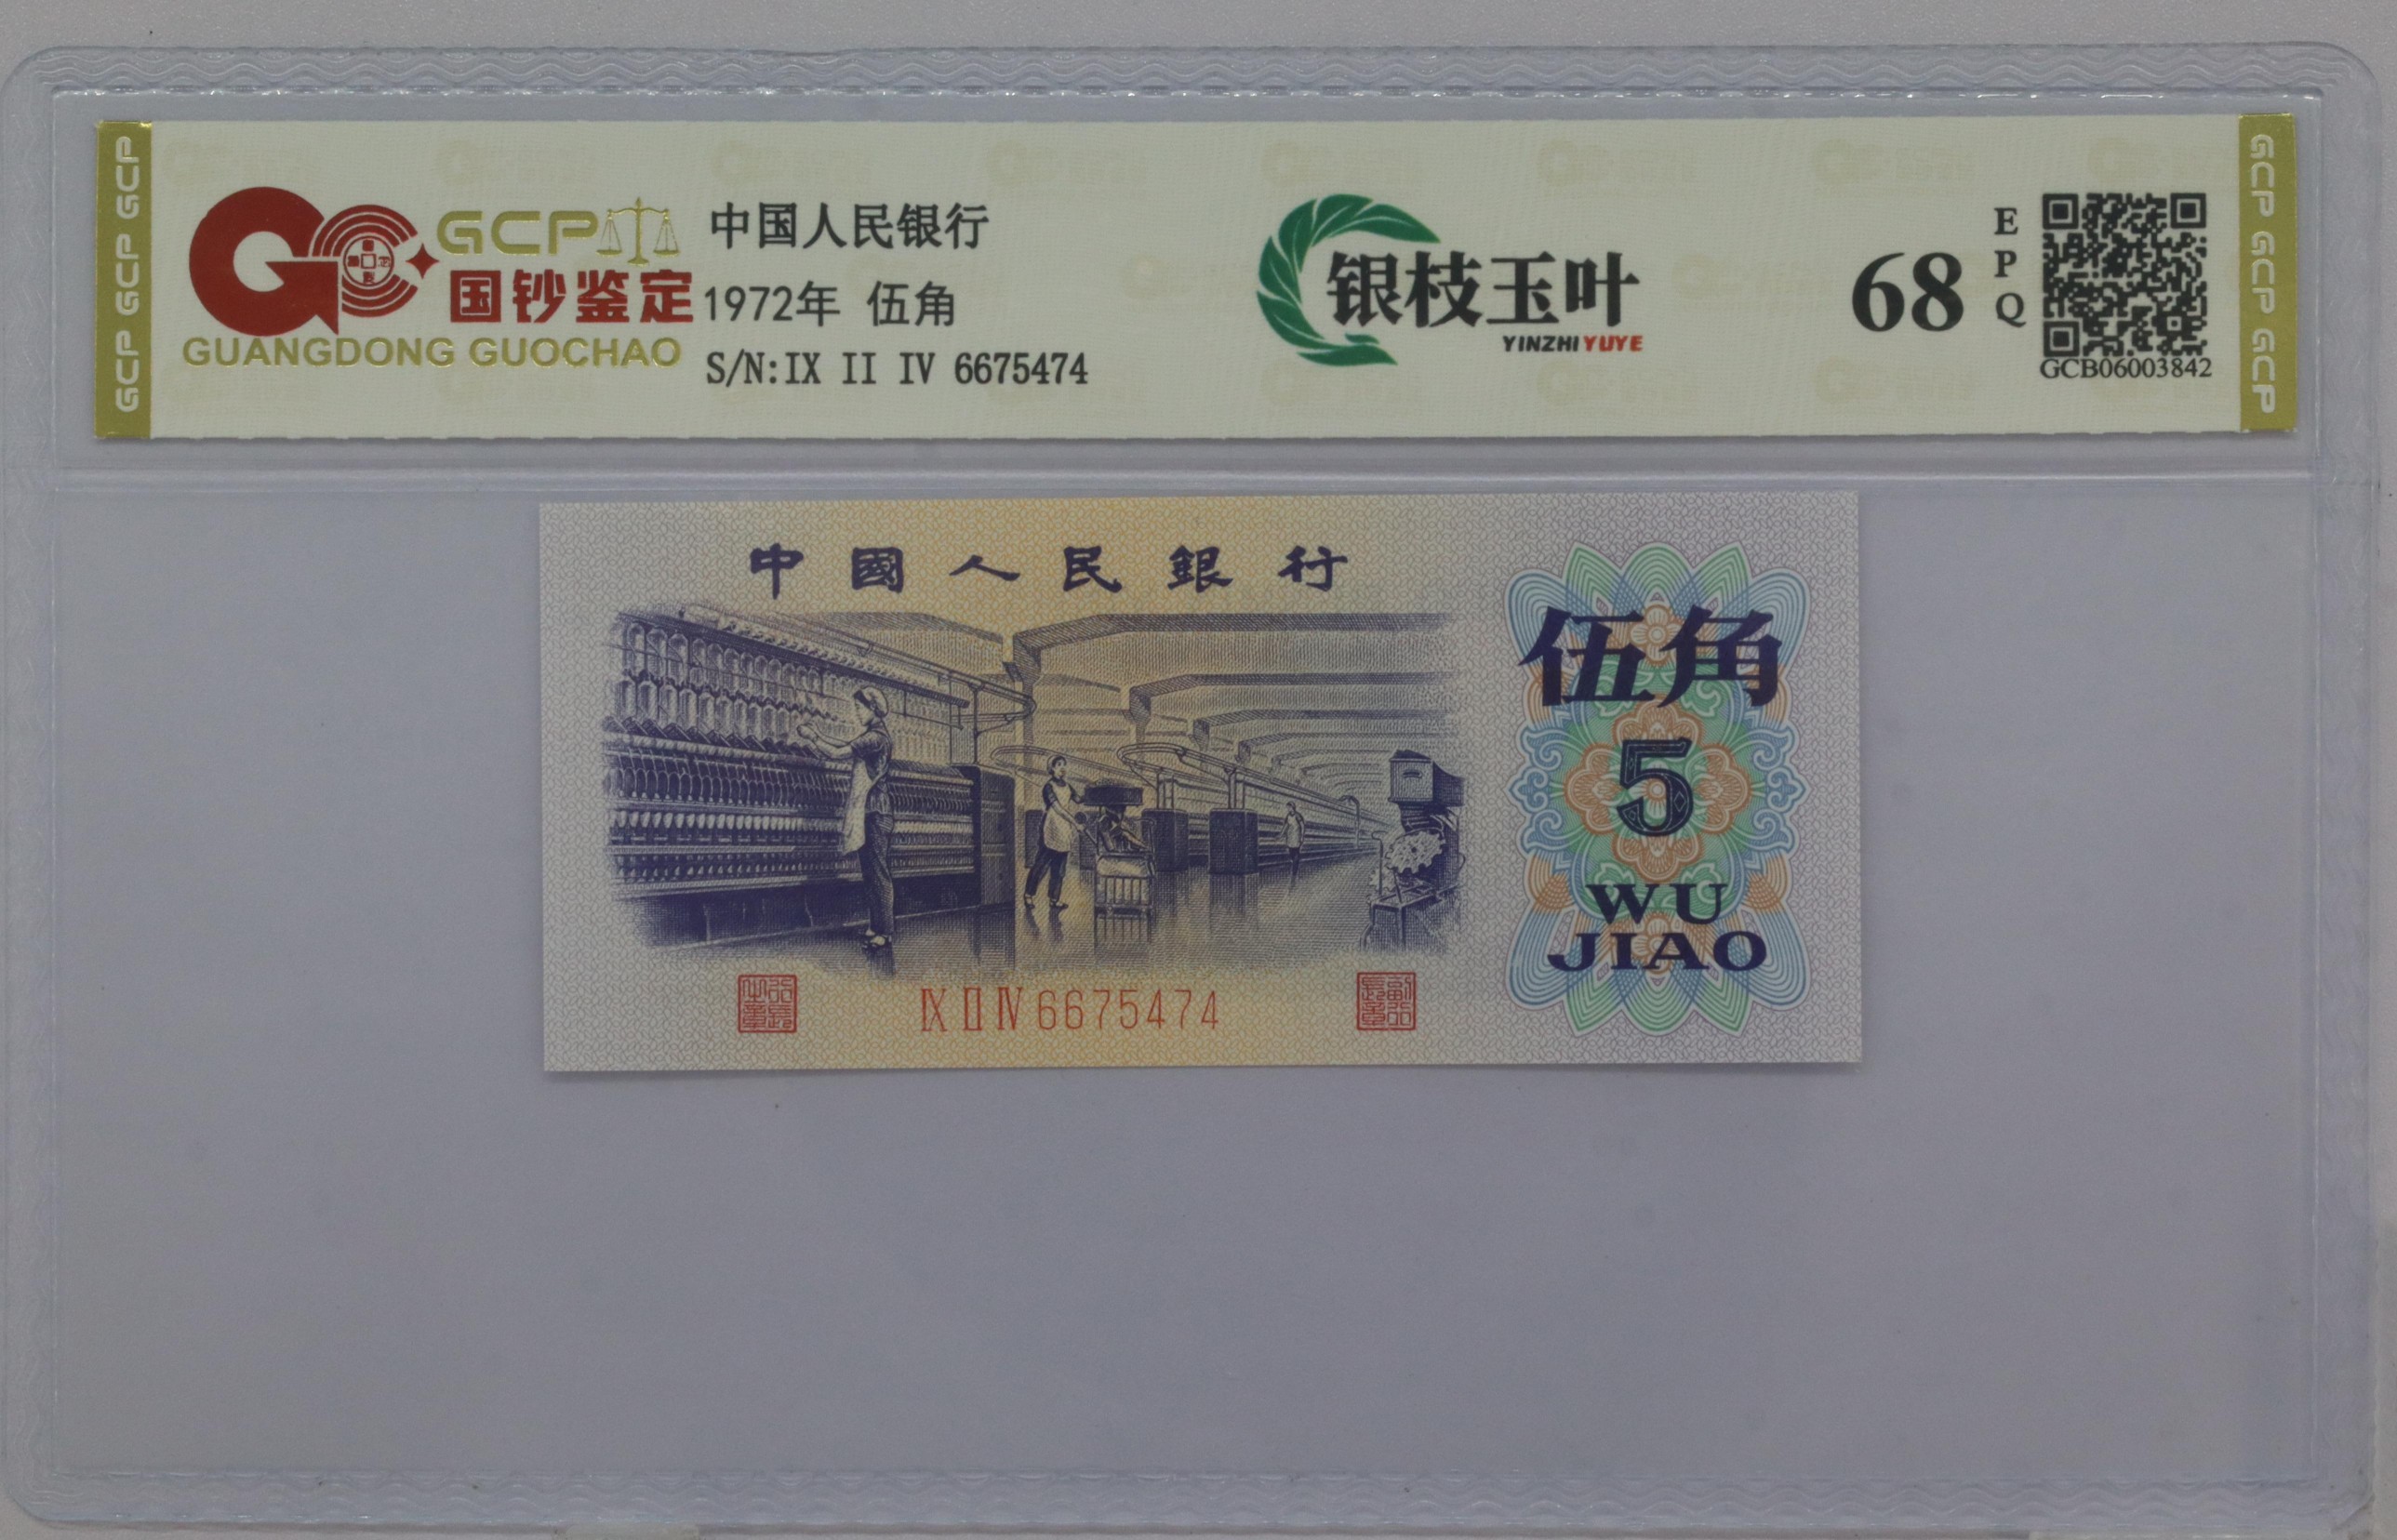 GCP GCP GCP
GCP
国钞鉴定
GUANGDONG GUOCHAO
中国人民银行
1972年 伍角
S/N:IX II IV 6675474
银枝玉叶
YINZHIYUYE
68
EPQ
GCB06003842
GCP GCP GCP
中國人民銀行
伍角
5
WU
JIAO
IX II IV 6675474